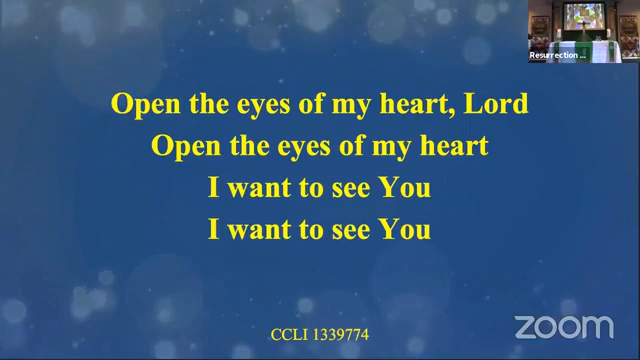 Resurrection ...
Open the eyes of my heart, Lord
Open the eyes of my heart
I want to see You
I want to see You
CCLI 1339774
zoom